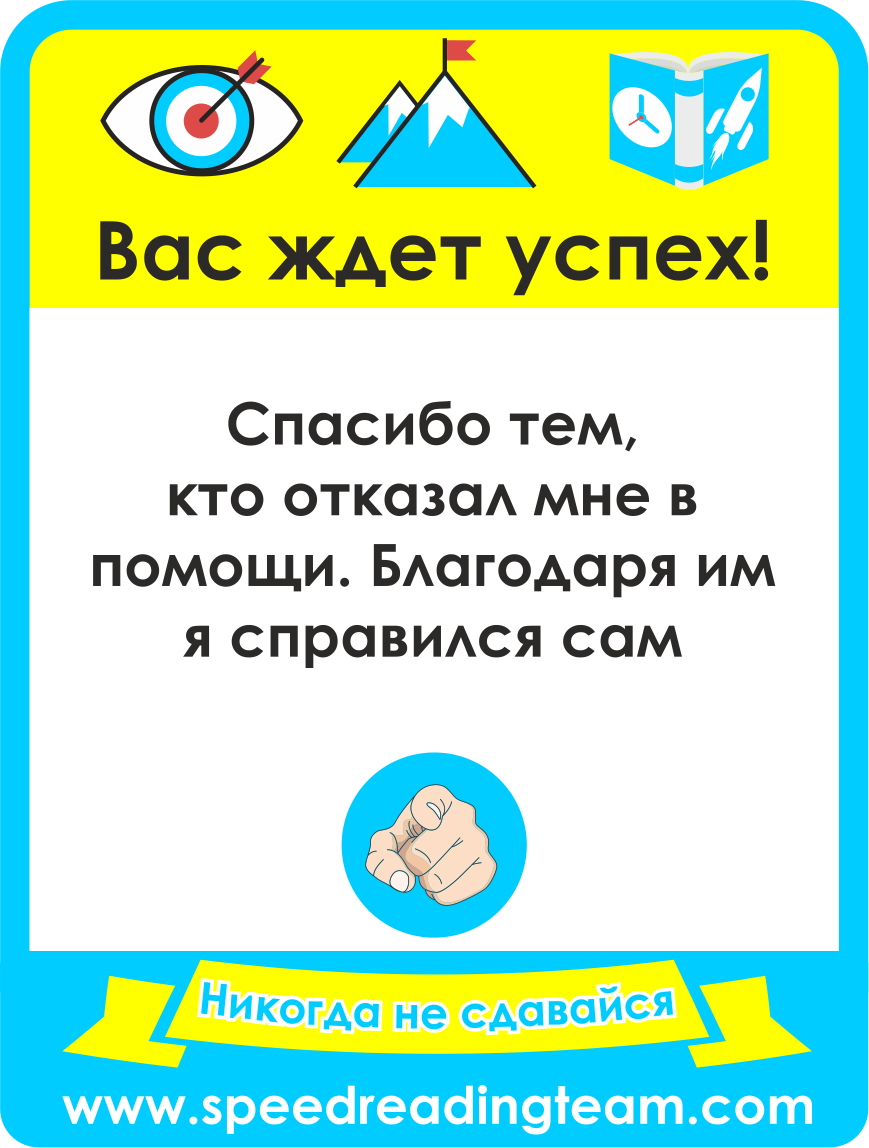 Вас ждет успех!
Спасибо тем,
кто отказал мне в
помощи. Благодаря им
я справился сам
Никогда не сдавайся
www.speedreadingteam.com